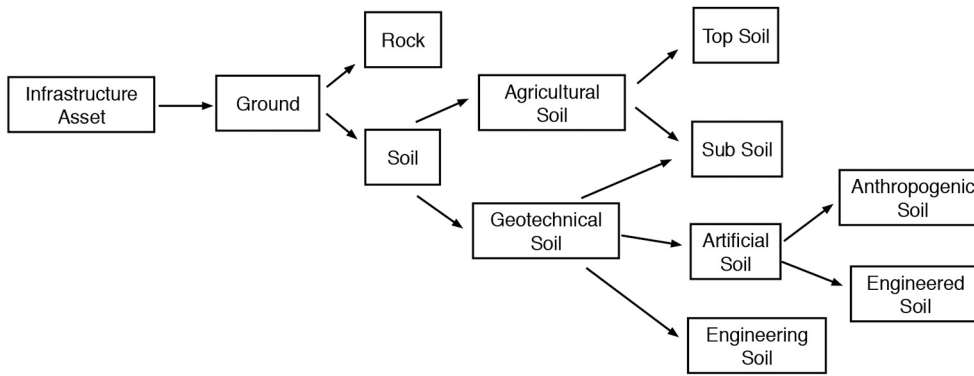 Infrastructure
Asset
Ground
Rock
Soil
Agricultural
Soil
Geotechnical
Soil
Top Soil
Sub Soil
Artificial
Soil
Engineering
Soil
Anthropogenic
Soil
Engineered
Soil